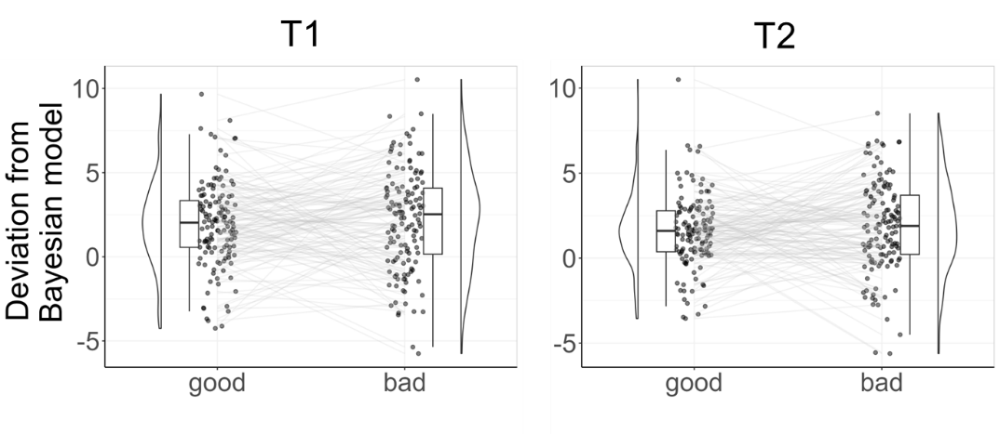 T1
T2
Deviation from
Bayesian model
10
5
0
-5
good
bad
10
5
0
-5
good
bad